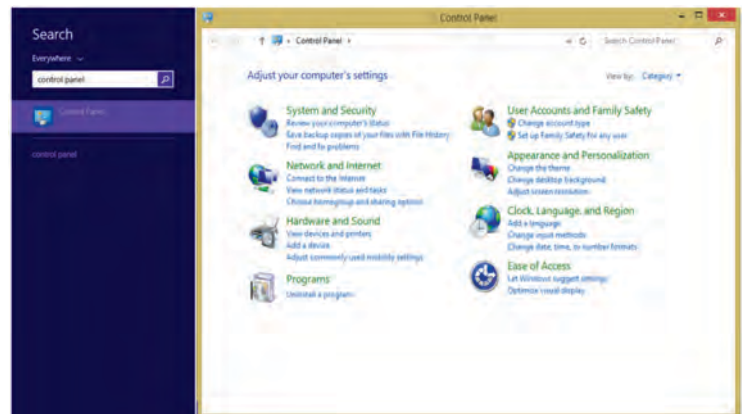 Search
Everywhere
control panel
Control Panel
control panel
Control Panel
Control Panel
Search Control Panel
Adjust your computer's settings
View by: Category
System and Security
Review your computer's status
Save backup copies of your files with File History
Find and fix problems
Network and Internet
Connect to the Internet
View network status and tasks
Choose homegroup and sharing options
Hardware and Sound
View devices and printers
Add a device
Adjust commonly used mobility settings
Programs
Uninstall a program
User Accounts and Family Safety
Change account type
Set up Family Safety for any user
Appearance and Personalization
Change the theme
Change desktop background
Adjust screen resolution
Clock, Language, and Region
Add a language
Change input methods
Change date, time, or number formats
Ease of Access
Let Windows suggest settings
Optimize visual display